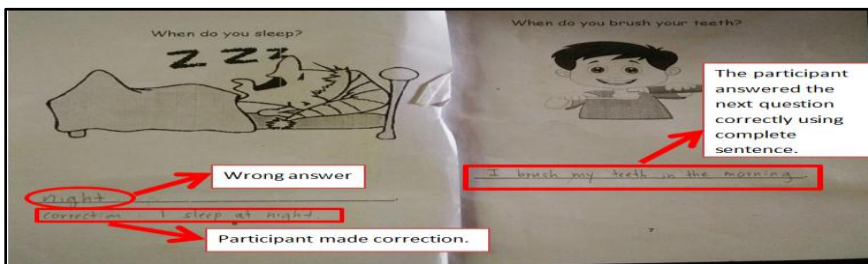 When do you sleep?
Z Z Z
night
correction : I sleep at night.
Wrong answer
Participant made correction.
When do you brush your teeth?
I brush my teeth in the morning.
The participant
answered the
next question
correctly using
complete
sentence.
7